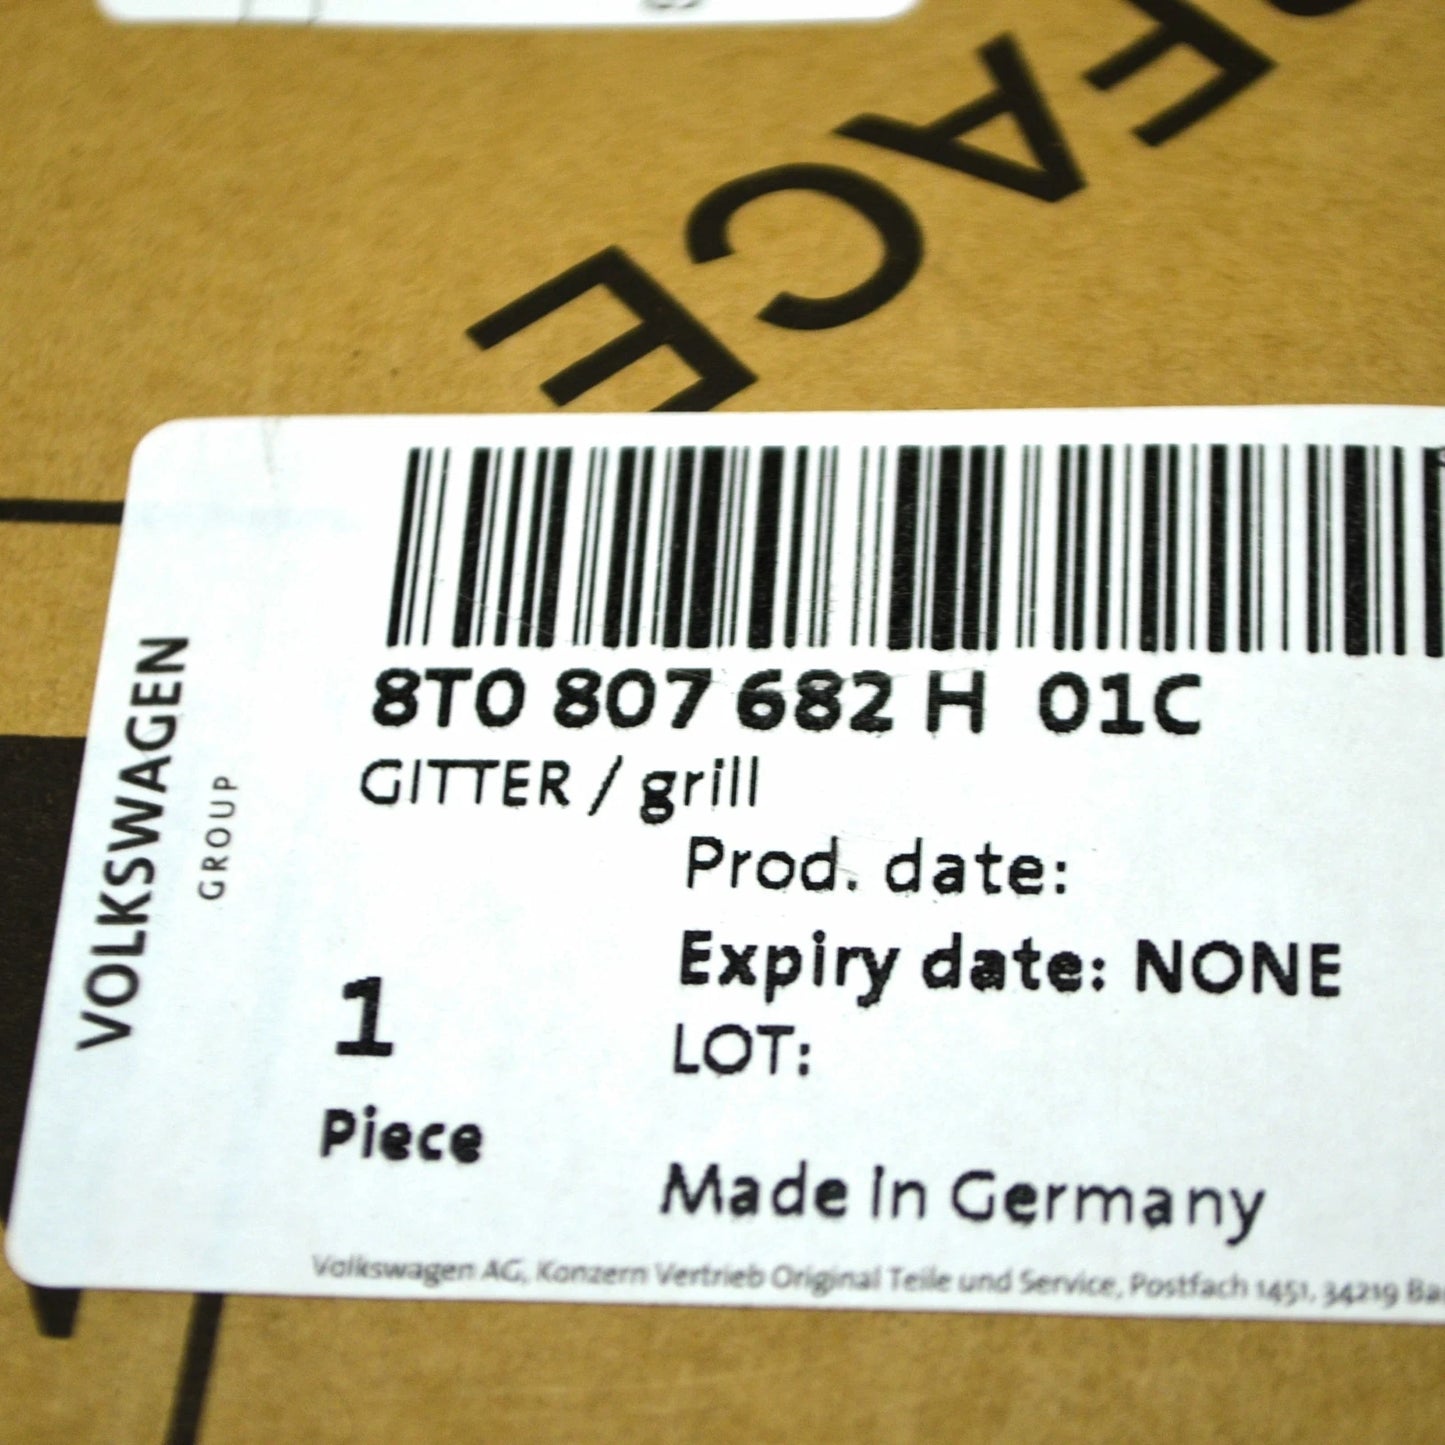 FACE
8T0 807 682 H 01C
GITTER / grill
Prod. date:
Expiry date: NONE
LOT:
1
Piece
Made in Germany
VOLKSWAGEN
GROUP
Volkswagen AG, Konzern Vertrieb Original Teile und Service, Postfach 1451, 34219